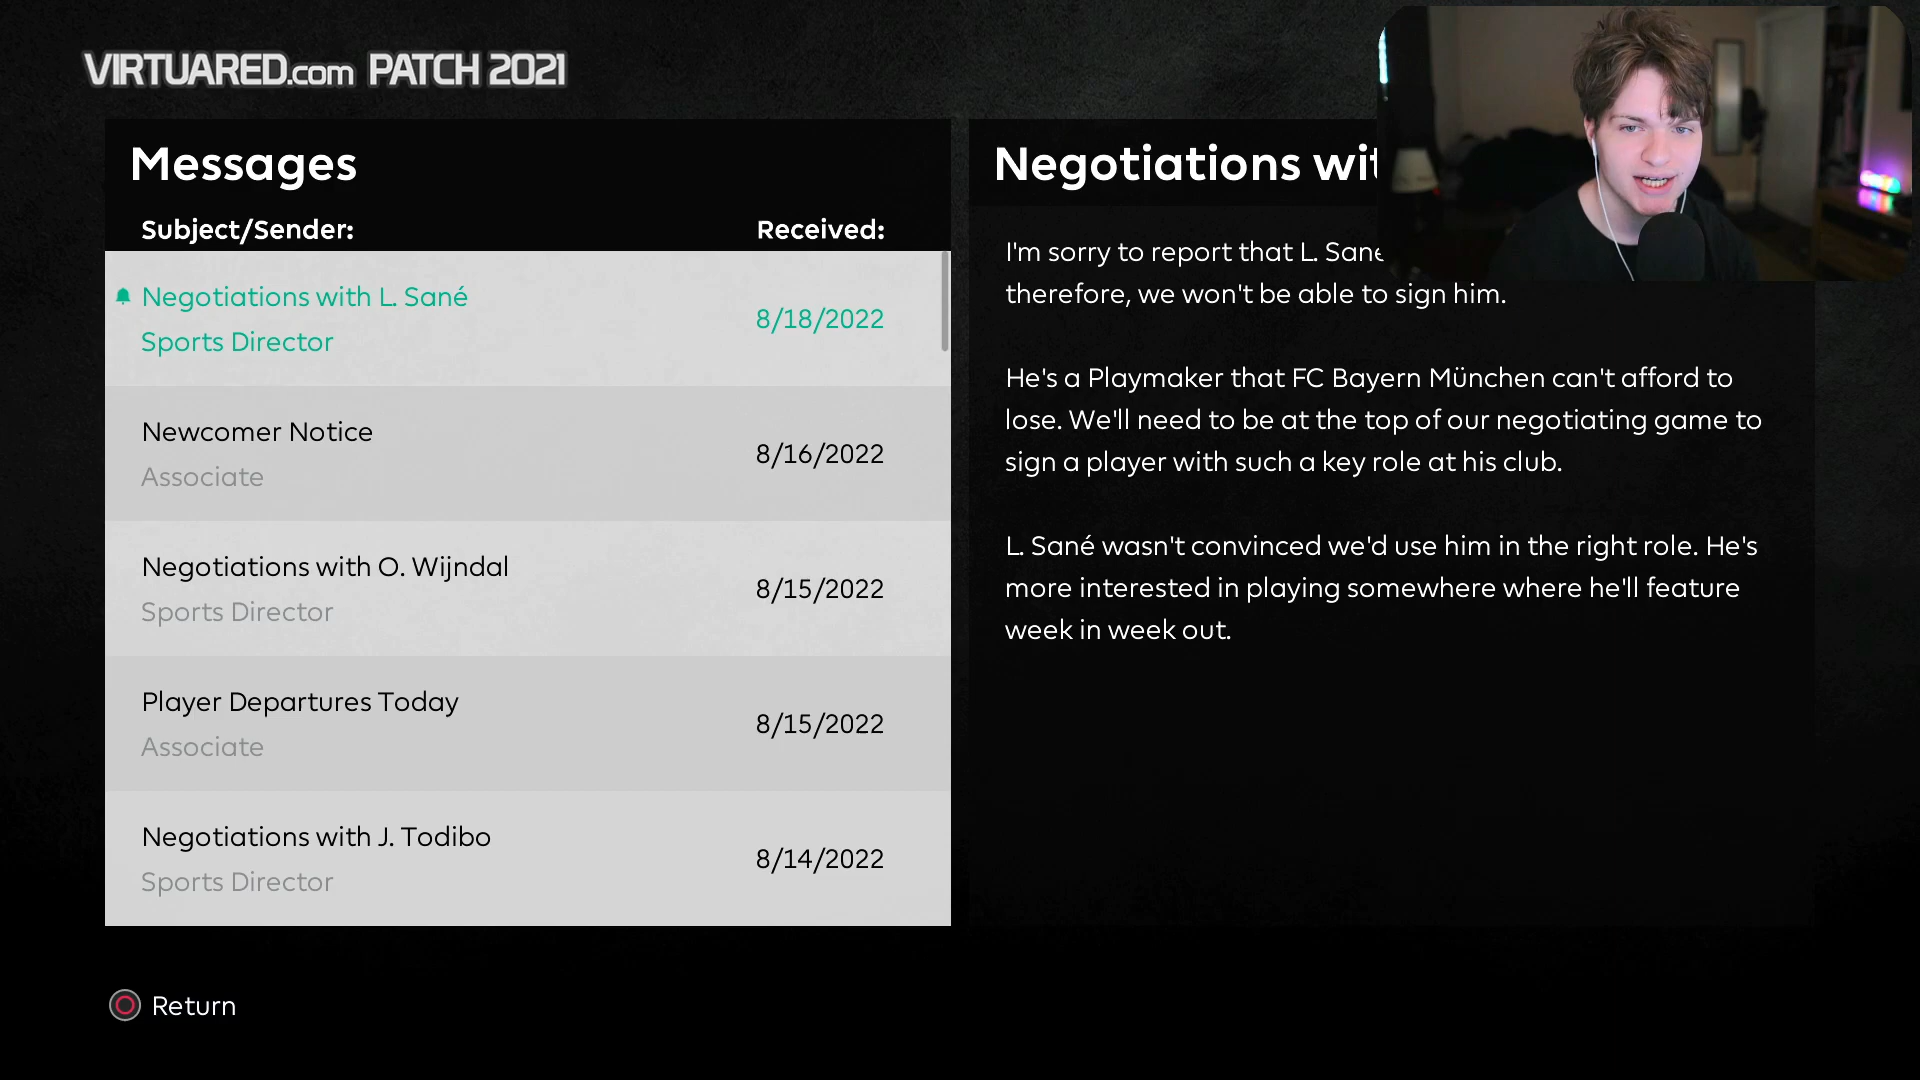 VIRTUARED.com PATCH 2021
Messages
Subject/Sender: Received:
Negotiations with L. Sané
Sports Director
8/18/2022
Newcomer Notice
Associate
8/16/2022
Negotiations with O. Wijndal
Sports Director
8/15/2022
Player Departures Today
Associate
8/15/2022
Negotiations with J. Todibo
Sports Director
8/14/2022
Negotiations
I'm sorry to report that L. Sané
therefore, we won't be able to sign him.
He's a Playmaker that FC Bayern München can't afford to
lose. We'll need to be at the top of our negotiating game to
sign a player with such a key role at his club.
L. Sané wasn't convinced we'd use him in the right role. He's
more interested in playing somewhere where he'll feature
week in week out.
Return